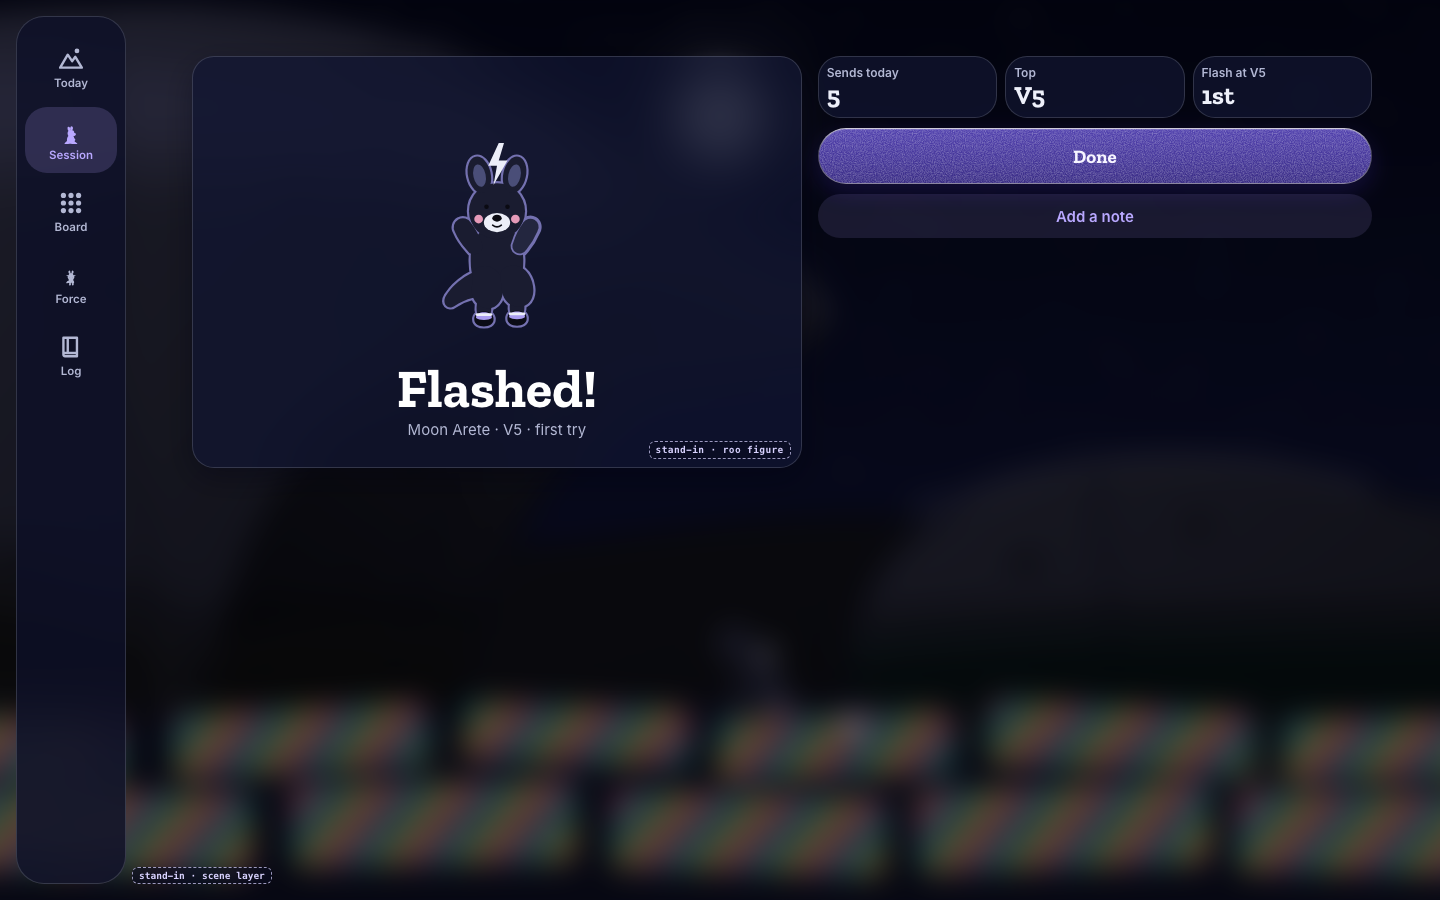 Today
Session
Board
Force
Log
Flashed!
Moon Arete · V5 · first try
stand-in · roo figure
Sends today
5
Top
V5
Flash at V5
1st
Done
Add a note
stand-in · scene layer